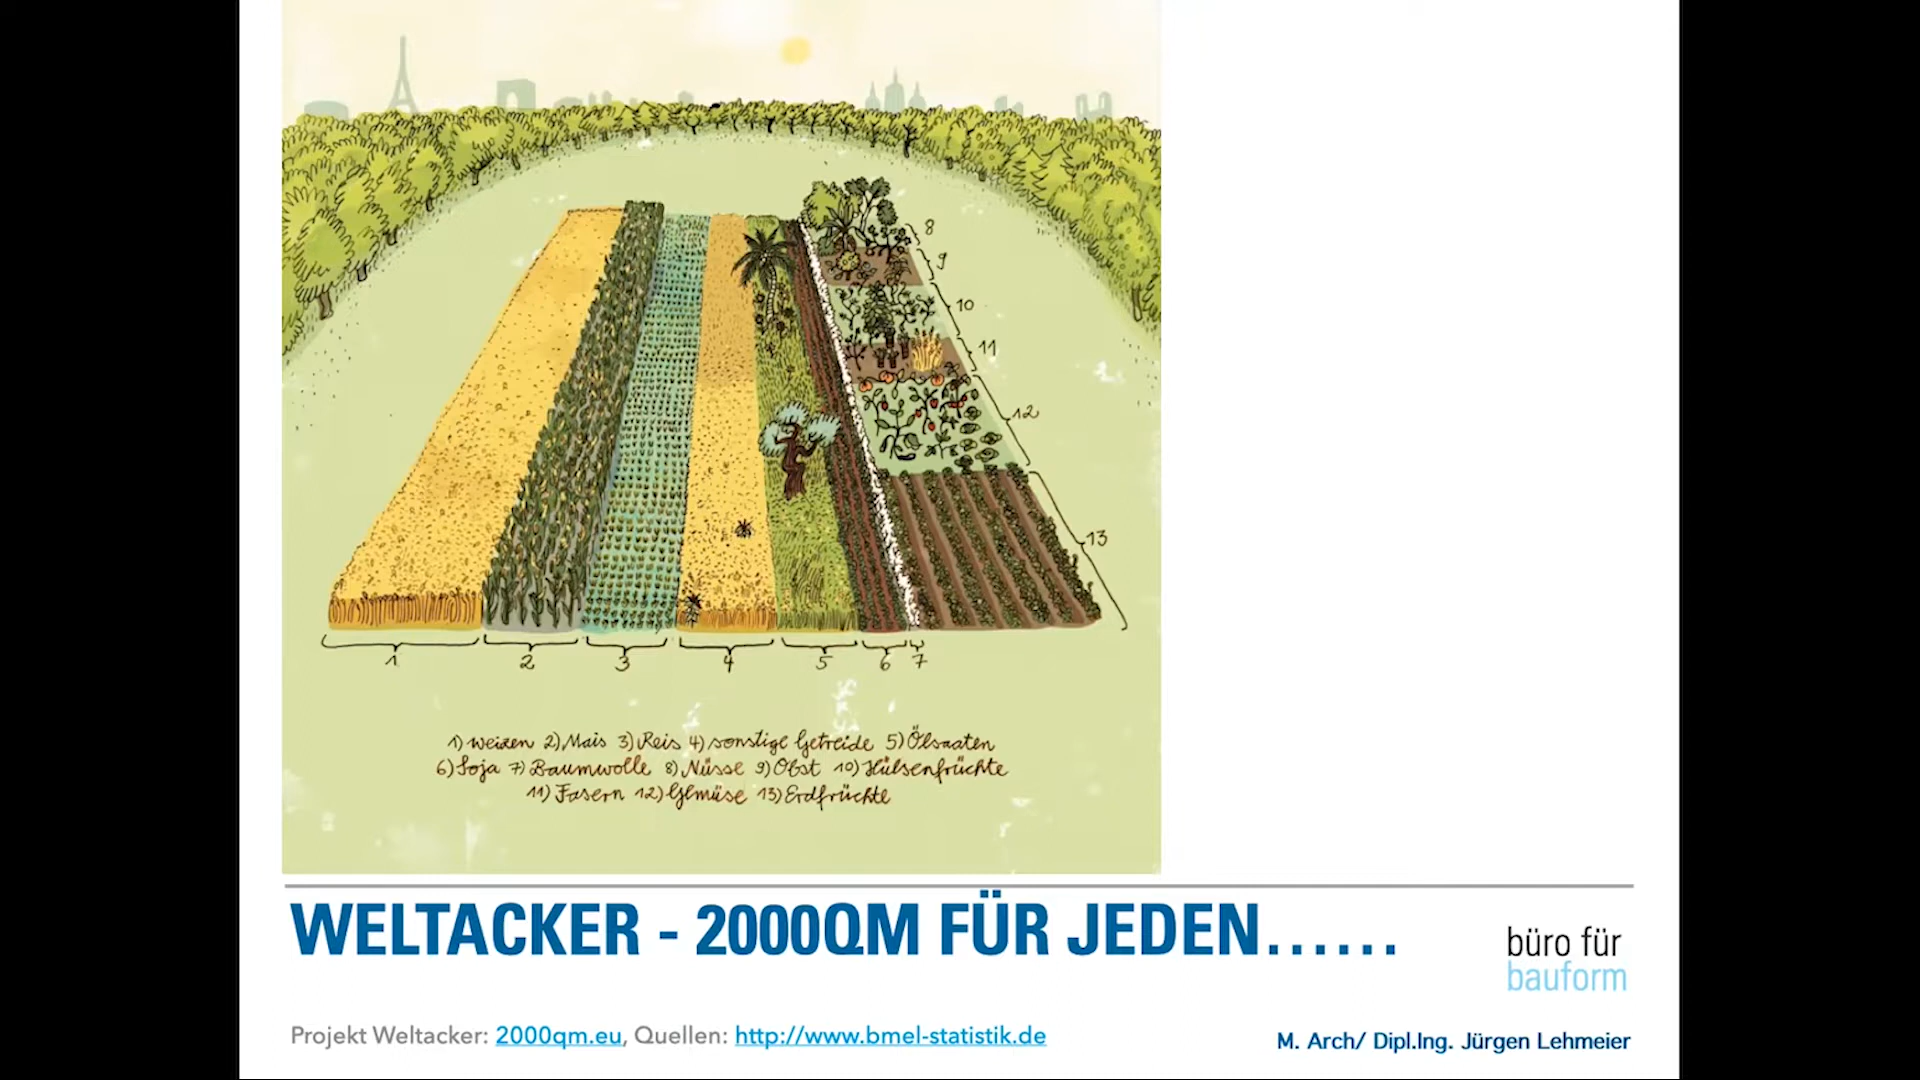 8
9
10
11
12
13
1 2 3 4 5 6 7
1) Weizen 2) Mais 3) Reis 4) sonstige Getreide 5) Ölsaaten
6) Soja 7) Baumwolle 8) Nüsse 9) Obst 10) Hülsenfrüchte
11) Fasern 12) Gemüse 13) Erdfrüchte
WELTACKER - 2000QM FÜR JEDEN......
büro für
bauform
Projekt Weltacker: 2000qm.eu, Quellen: http://www.bmel-statistik.de
M. Arch/ Dipl.Ing. Jürgen Lehmeier